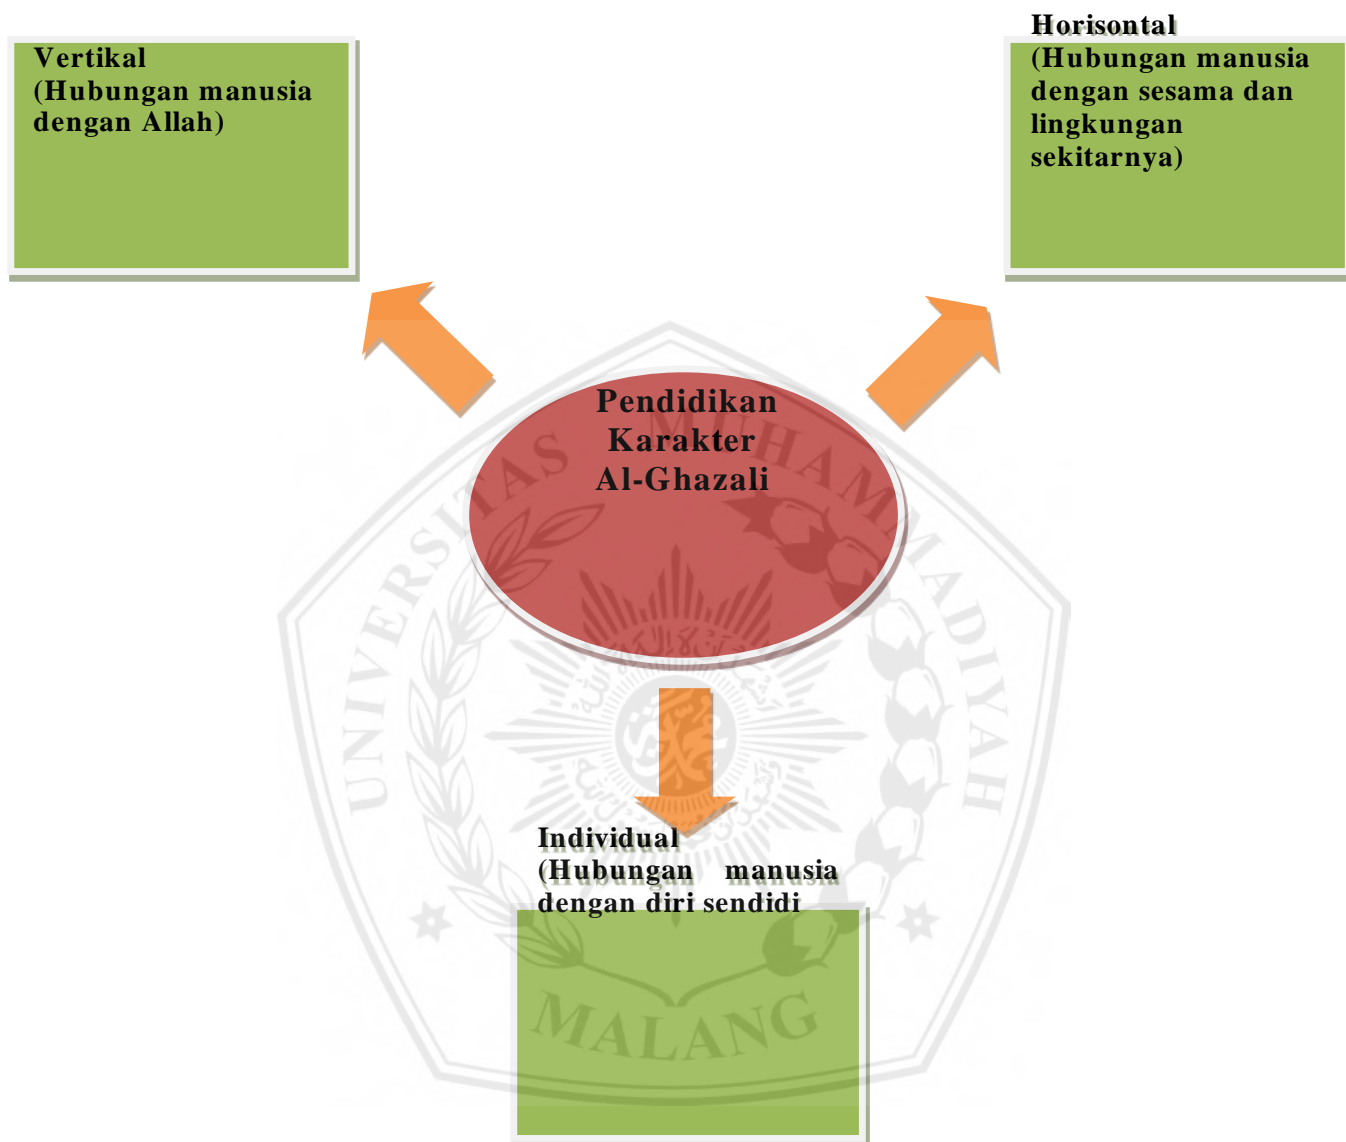 Vertikal
(Hubungan manusia
dengan Allah)
Horisontal
(Hubungan manusia
dengan sesama dan
lingkungan
sekitarnya)
Pendidikan
Karakter
Al-Ghazali
Individual
(Hubungan manusia
dengan diri sendidi
UNIVERSITAS MUHAMMADIYAH
MALANG